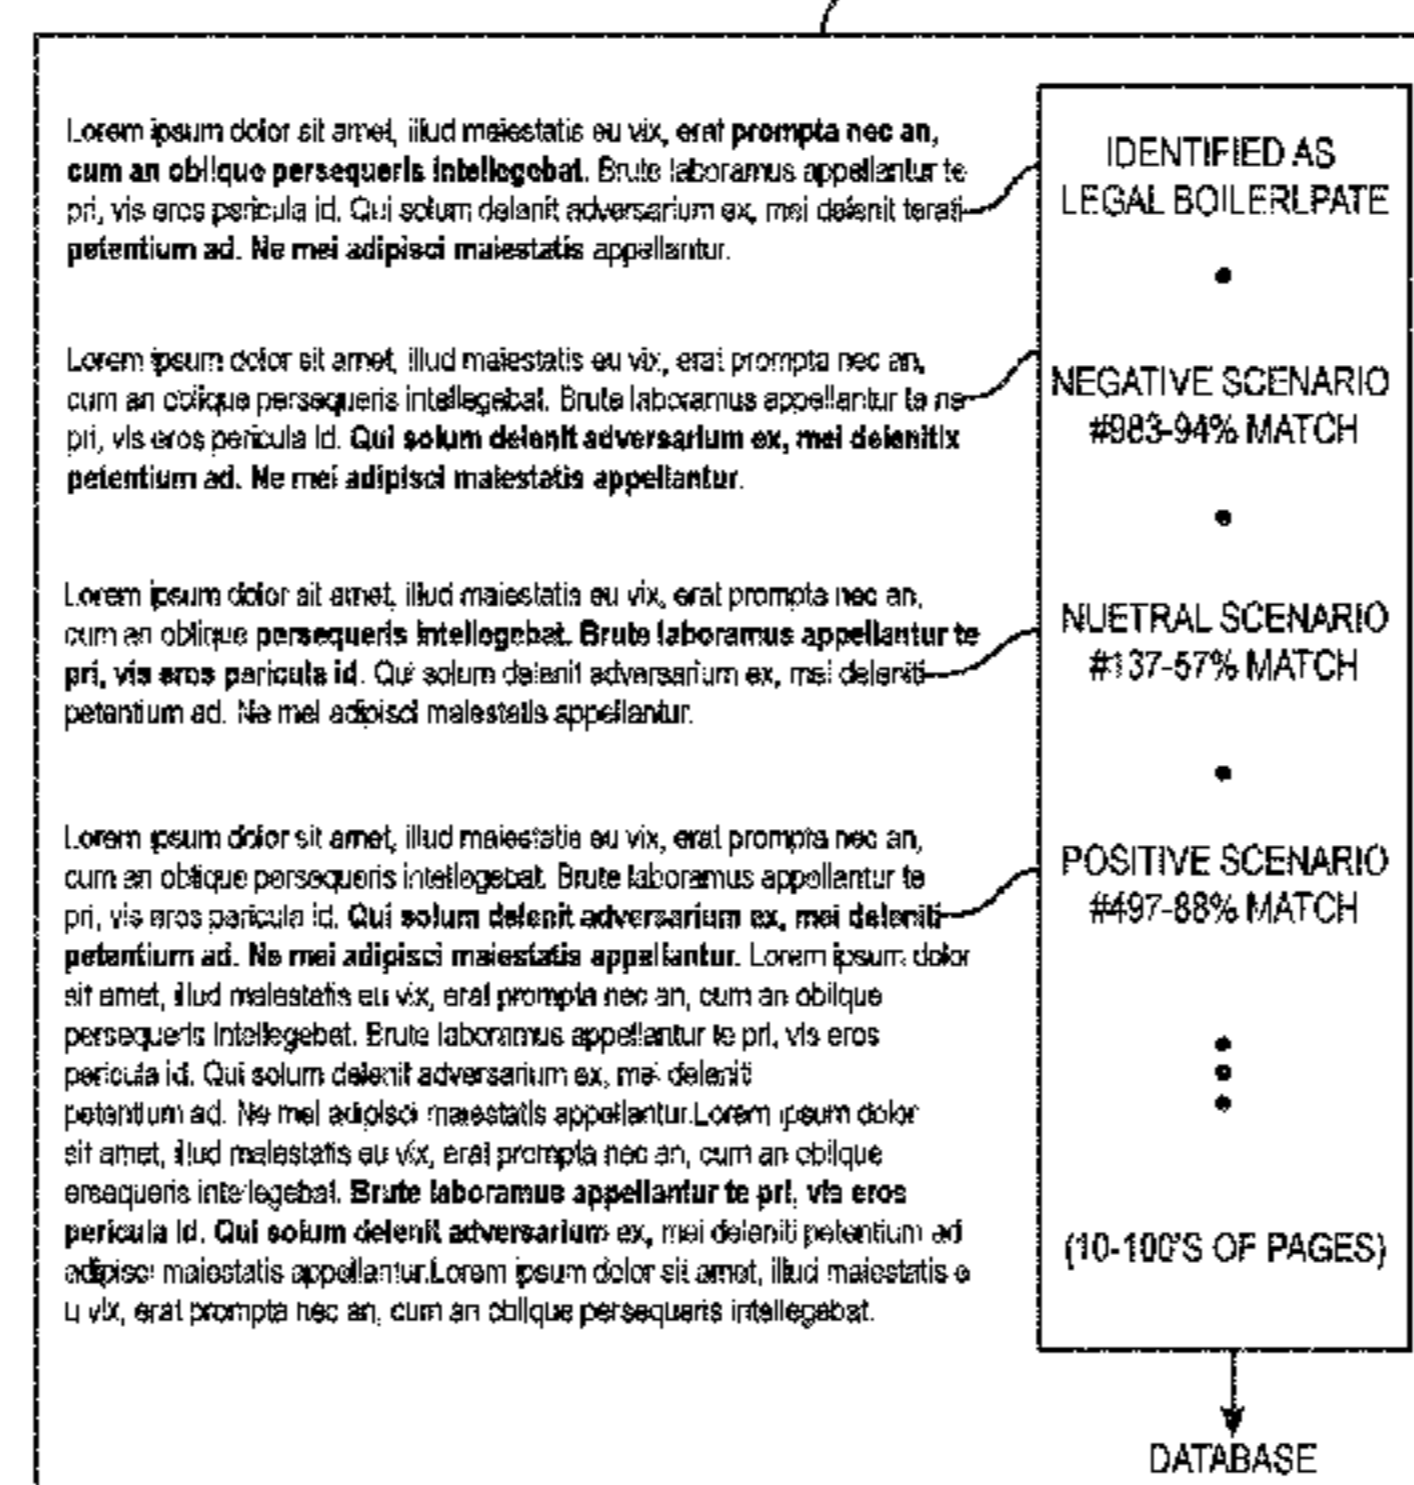 Lorem ipsum dolor sit amet, illud maiestatis eu vix, erat prompta nec an,
cum an oblique persequeris intellegebat. Brute laboramus appellantur te
pri, vis eros pericula id. Qui solum delenit adversarium ex, mei delenit terati
petentium ad. Ne mei adipisci maiestatis appellantur.
IDENTIFIED AS
LEGAL BOILERLPATE
Lorem ipsum dolor sit amet, illud maiestatis eu vix, erat prompta nec an,
cum an oblique persequeris intellegebat. Brute laboramus appellantur te ne
pri, vis eros pericula id. Qui solum delenit adversarium ex, mei delenitix
petentium ad. Ne mei adipisci maiestatis appellantur.
NEGATIVE SCENARIO
#983-94% MATCH
Lorem ipsum dolor sit amet, illud maiestatis eu vix, erat prompta nec an,
cum an oblique persequeris intellegebat. Brute laboramus appellantur te
pri, vis eros pericula id. Qui solum delenit adversarium ex, mei deleniti
petentium ad. Ne mei adipisci maiestatis appellantur.
NUETRAL SCENARIO
#137-57% MATCH
Lorem ipsum dolor sit amet, illud maiestatis eu vix, erat prompta nec an,
cum an oblique persequeris intellegebat. Brute laboramus appellantur te
pri, vis eros pericula id. Qui solum delenit adversarium ex, mei deleniti
petentium ad. Ne mei adipisci maiestatis appellantur. Lorem ipsum dolor
sit amet, illud maiestatis eu vix, erat prompta nec an, cum an oblique
persequeris intellegebat. Brute laboramus appellantur te pri, vis eros
pericula id. Qui solum delenit adversarium ex, mei deleniti
petentium ad. Ne mei adipisci maiestatis appellantur.Lorem ipsum dolor
sit amet, illud maiestatis eu vix, erat prompta nec an, cum an oblique
ersequeris intellegebat. Brute laboramus appellantur te pri, vis eros
pericula id. Qui solum delenit adversarium ex, mei deleniti petentium ad
adipisci maiestatis appellantur.Lorem ipsum dolor sit amet, illud maiestatis e
u vix, erat prompta nec an, cum an oblique persequeris intellegebat.
POSITIVE SCENARIO
#497-88% MATCH
(10-100'S OF PAGES)
DATABASE